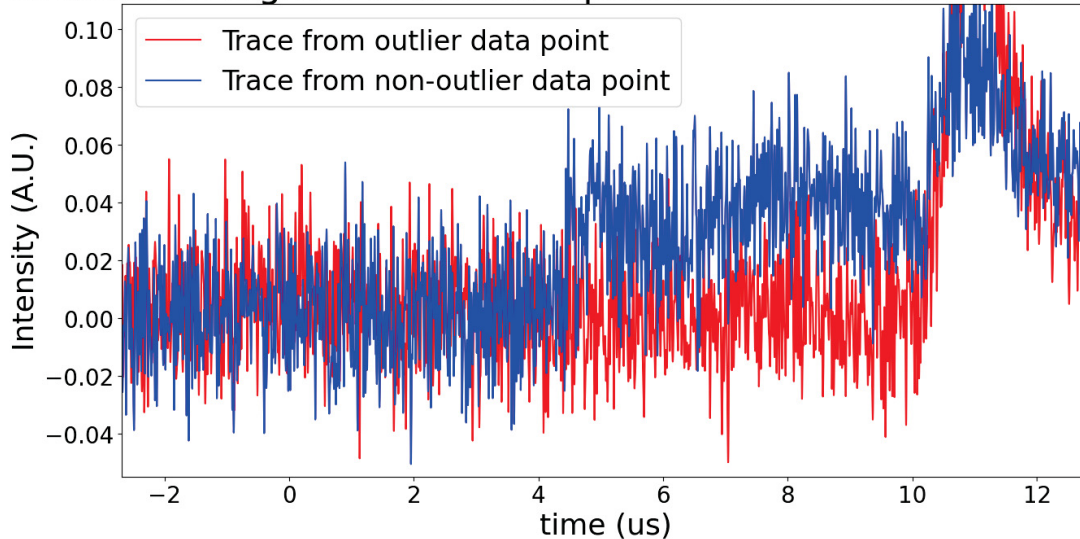 Trace from outlier data point
Trace from non-outlier data point
0.10
0.08
0.06
0.04
0.02
0.00
−0.02
−0.04
Intensity (A.U.)
−2 0 2 4 6 8 10 12
time (us)